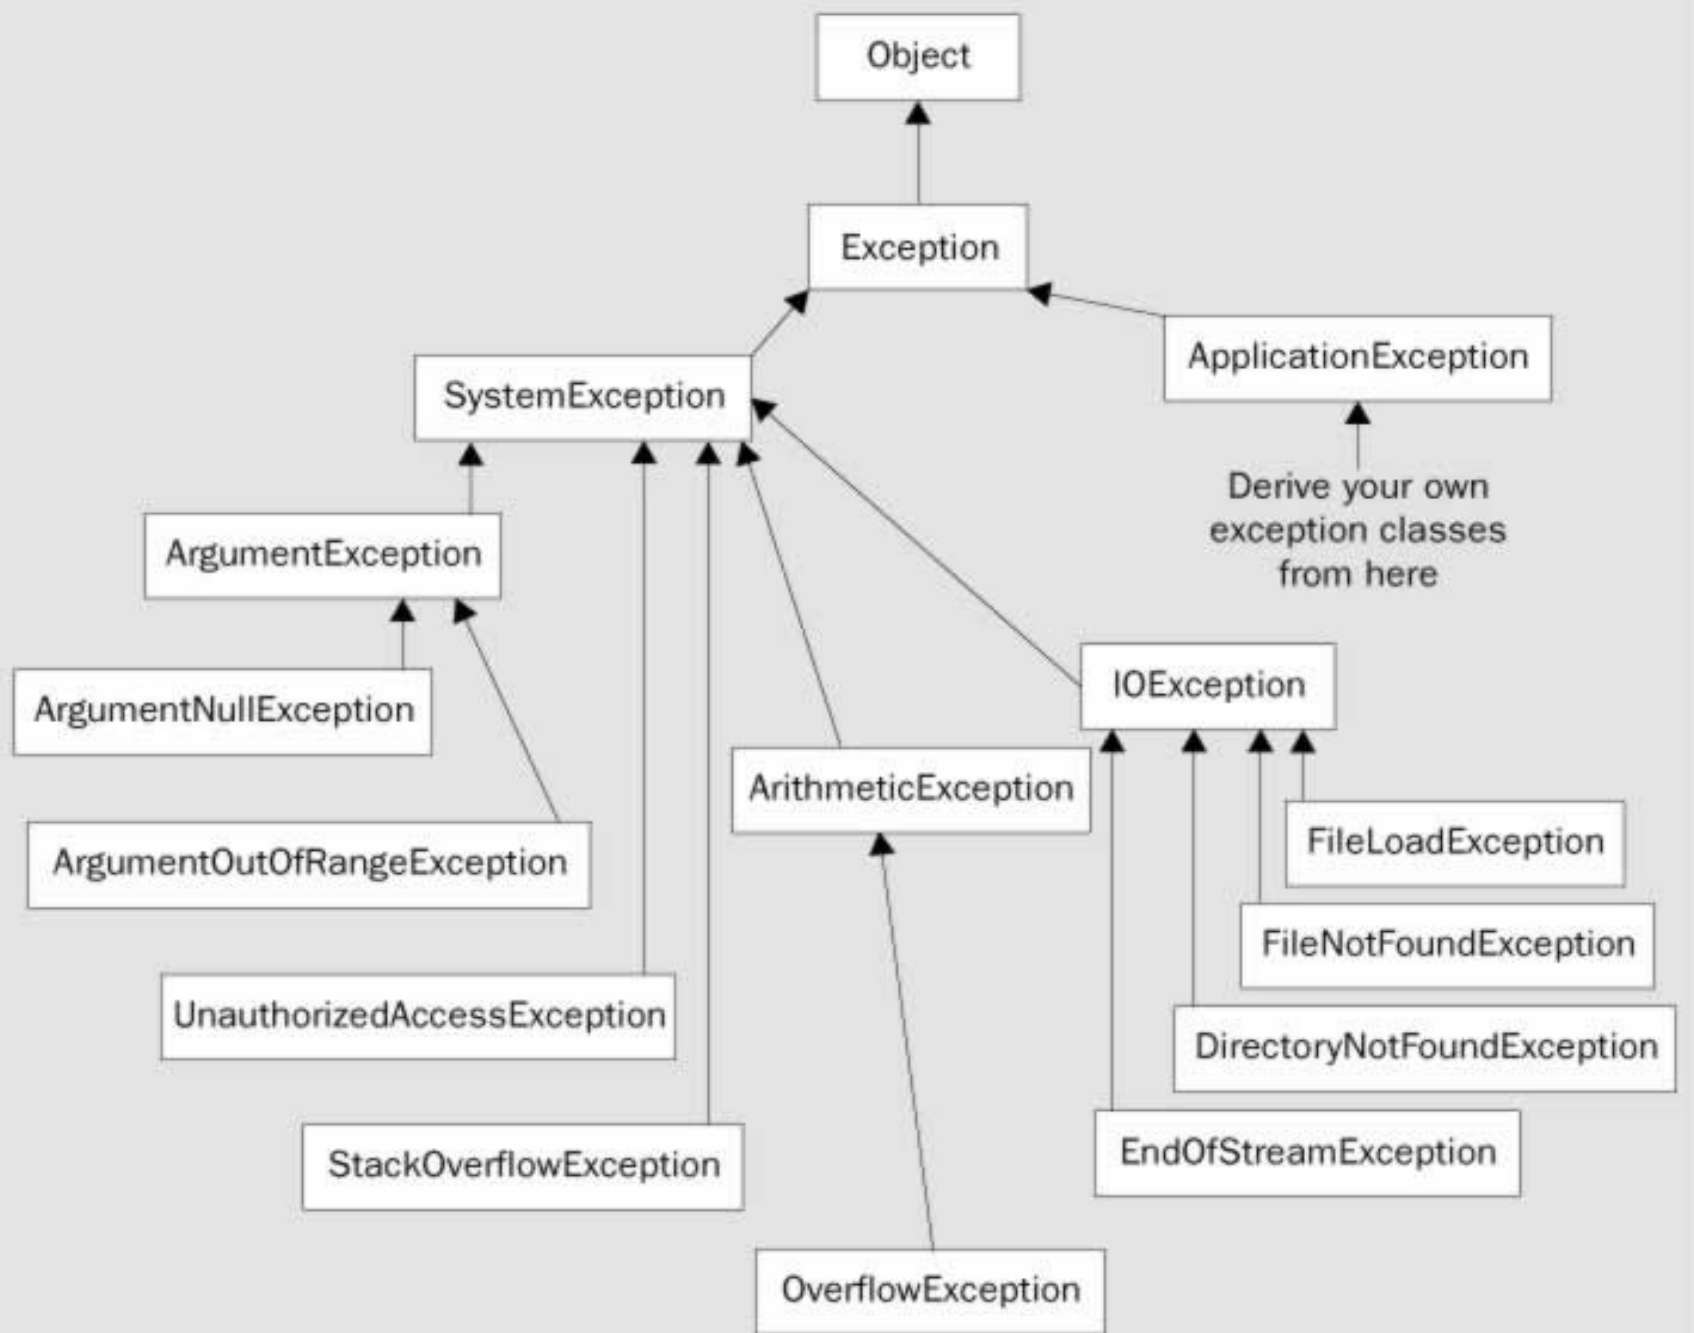 Object
Exception
ApplicationException
SystemException
Derive your own
exception classes
from here
ArgumentException
IOException
ArgumentNullException
ArithmeticException
FileLoadException
ArgumentOutOfRangeException
FileNotFoundException
UnauthorizedAccessException
DirectoryNotFoundException
EndOfStreamException
StackOverflowException
OverflowException